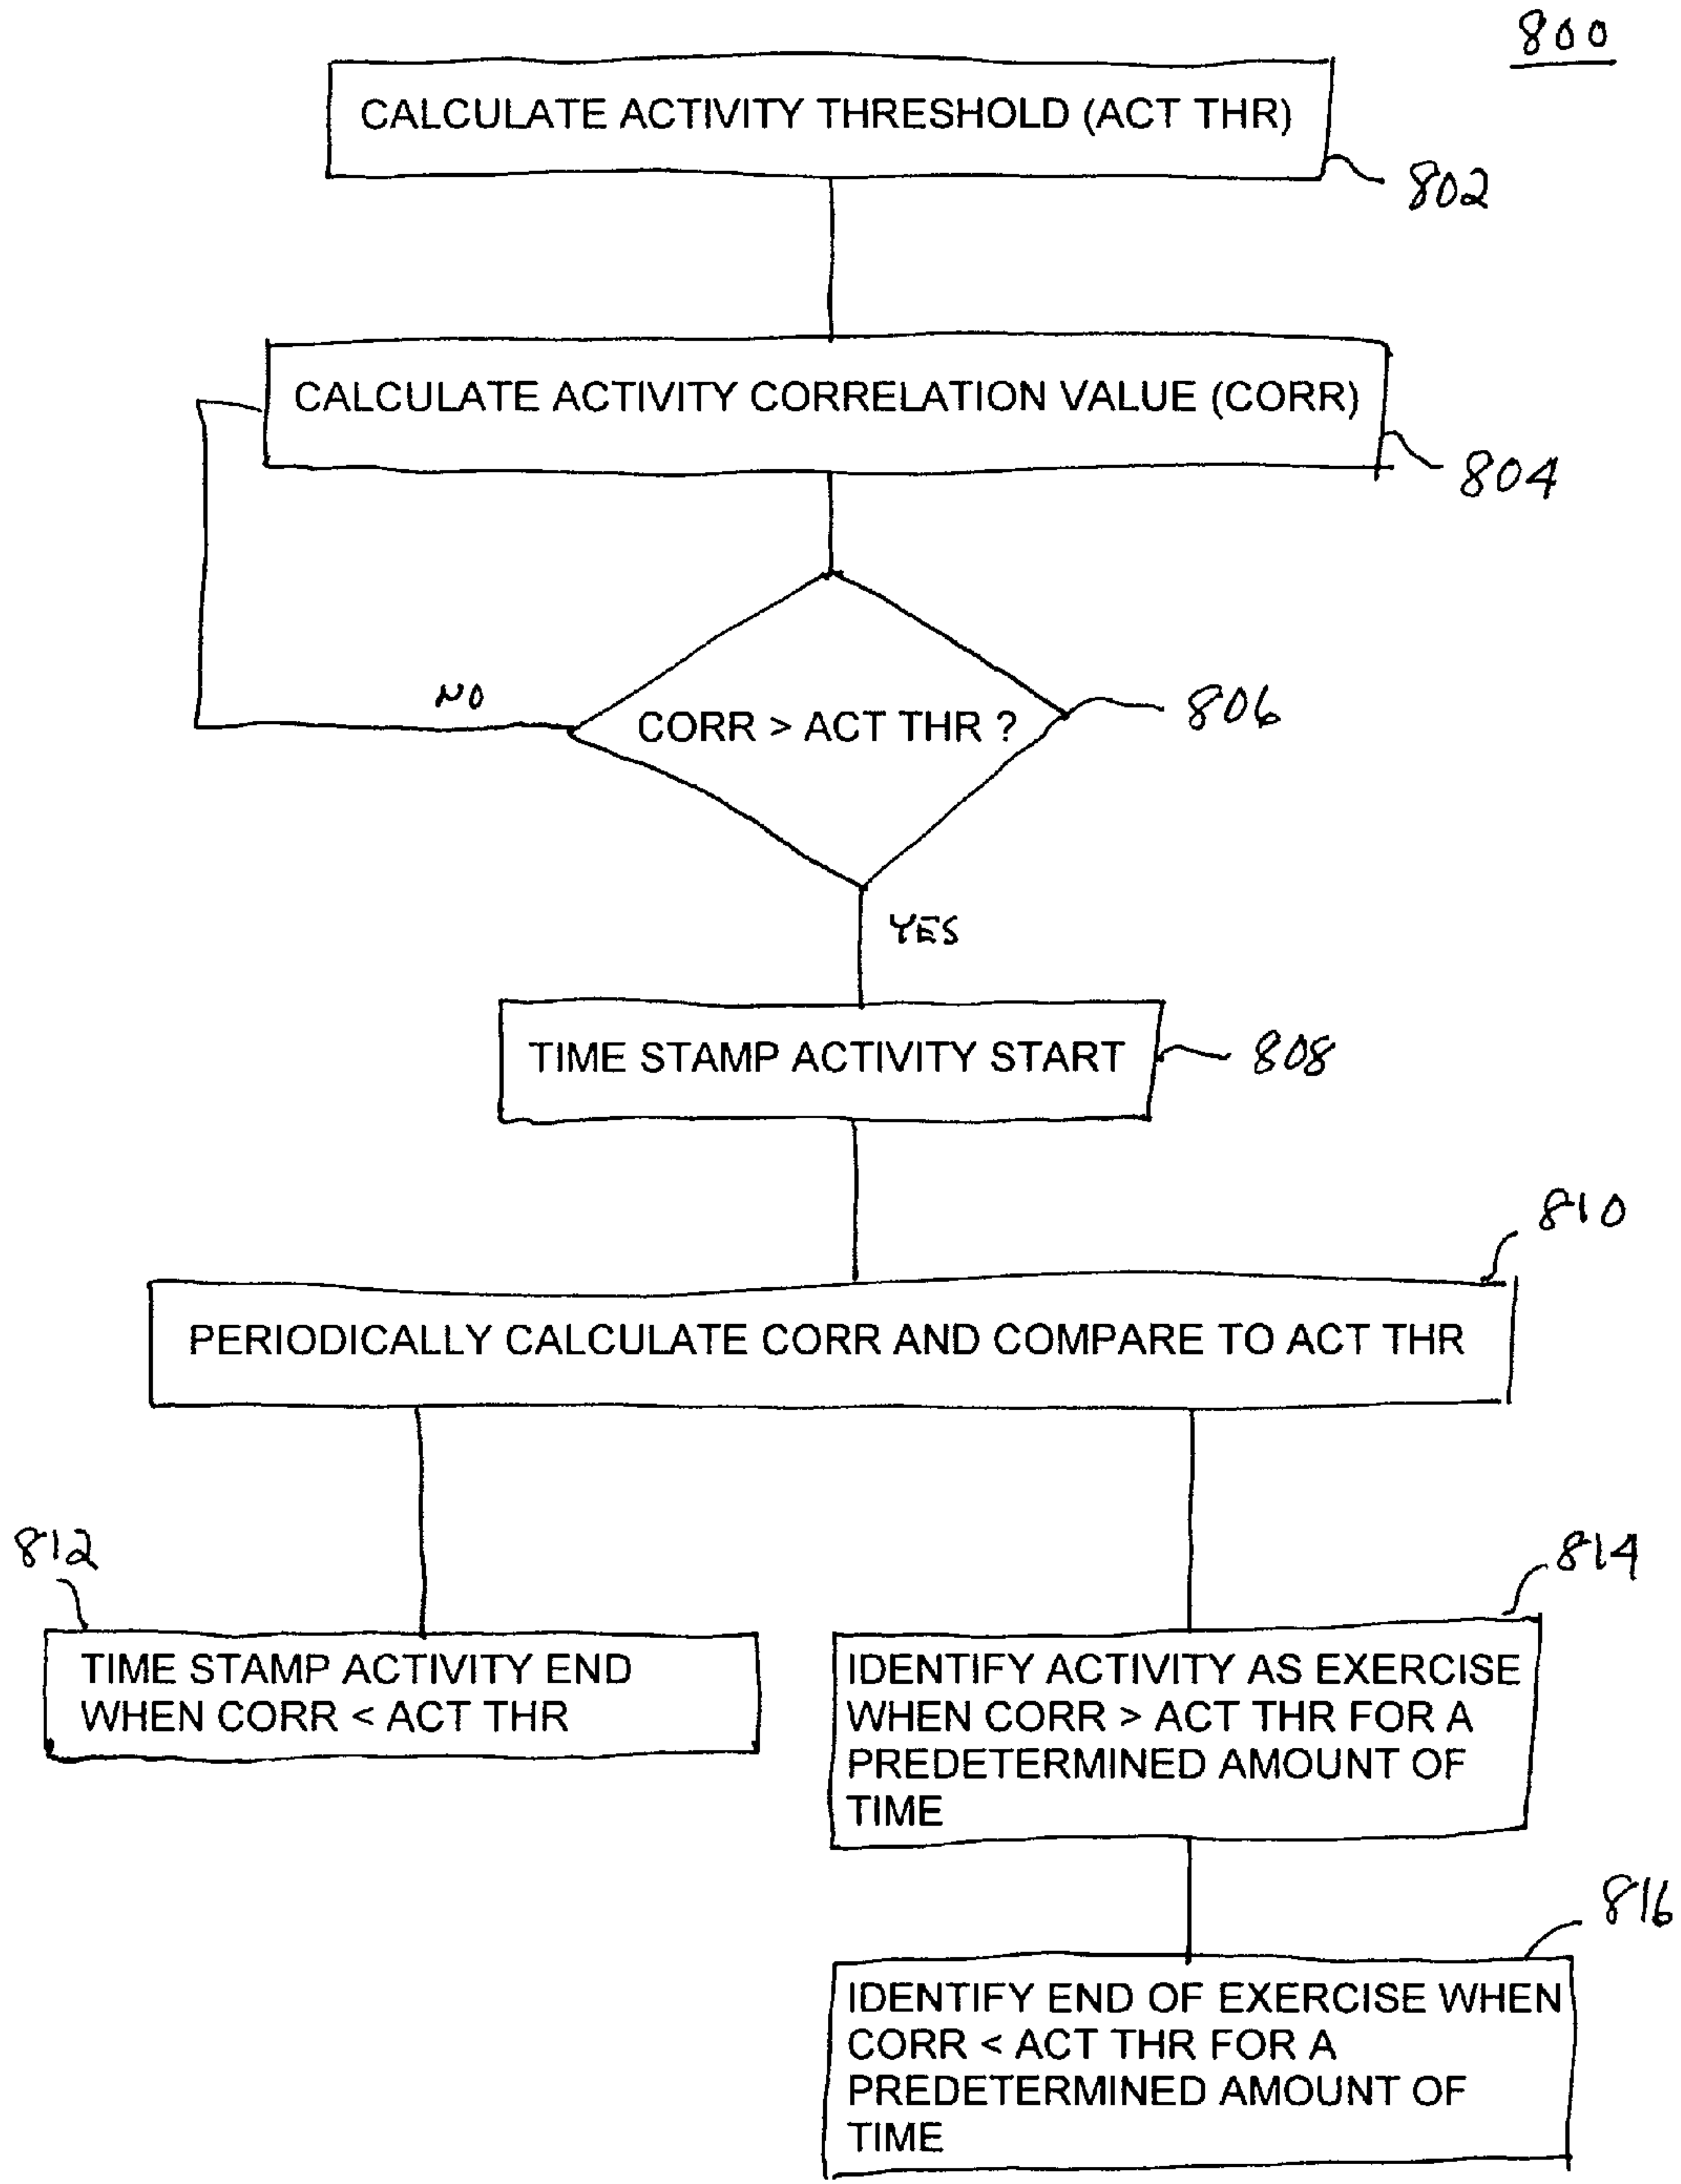 800
CALCULATE ACTIVITY THRESHOLD (ACT THR)
802
CALCULATE ACTIVITY CORRELATION VALUE (CORR)
804
NO
CORR > ACT THR ?
806
YES
TIME STAMP ACTIVITY START
808
810
PERIODICALLY CALCULATE CORR AND COMPARE TO ACT THR
812
TIME STAMP ACTIVITY END
WHEN CORR < ACT THR
814
IDENTIFY ACTIVITY AS EXERCISE
WHEN CORR > ACT THR FOR A
PREDETERMINED AMOUNT OF
TIME
816
IDENTIFY END OF EXERCISE WHEN
CORR < ACT THR FOR A
PREDETERMINED AMOUNT OF
TIME